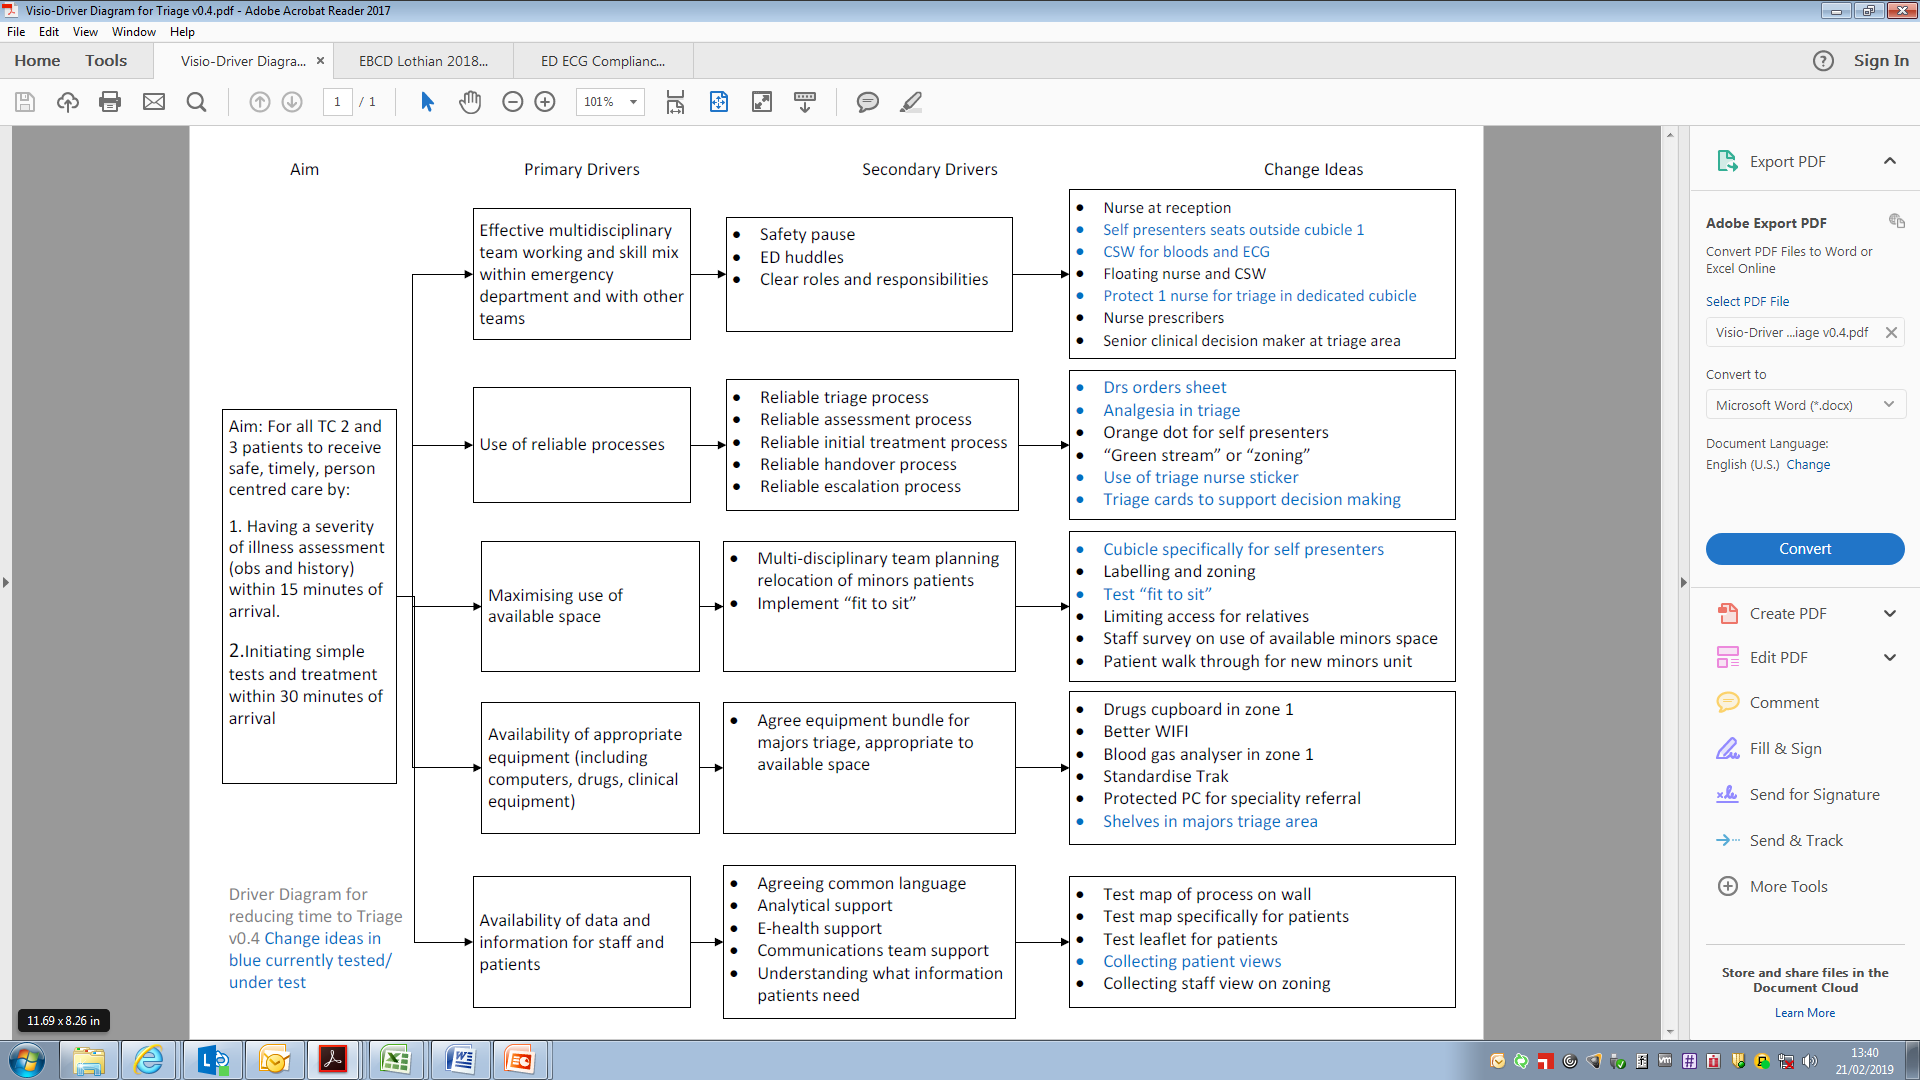 Visio-Driver Diagram for Triage v0.4.pdf - Adobe Acrobat Reader 2017
File Edit View Window Help
Home Tools Visio-Driver Diagra... × EBCD Lothian 2018... ED ECG Complianc... ? Sign In
1 / 1 101%
Aim Primary Drivers Secondary Drivers Change Ideas
Aim: For all TC 2 and
3 patients to receive
safe, timely, person
centred care by:
1. Having a severity
of illness assessment
(obs and history)
within 15 minutes of
arrival.
2.Initiating simple
tests and treatment
within 30 minutes of
arrival
Effective multidisciplinary
team working and skill mix
within emergency
department and with other
teams
• Safety pause
• ED huddles
• Clear roles and responsibilities
• Nurse at reception
• Self presenters seats outside cubicle 1
• CSW for bloods and ECG
• Floating nurse and CSW
• Protect 1 nurse for triage in dedicated cubicle
• Nurse prescribers
• Senior clinical decision maker at triage area
Use of reliable processes
• Reliable triage process
• Reliable assessment process
• Reliable initial treatment process
• Reliable handover process
• Reliable escalation process
• Drs orders sheet
• Analgesia in triage
• Orange dot for self presenters
• “Green stream” or “zoning”
• Use of triage nurse sticker
• Triage cards to support decision making
Maximising use of
available space
• Multi-disciplinary team planning
relocation of minors patients
• Implement “fit to sit”
• Cubicle specifically for self presenters
• Labelling and zoning
• Test “fit to sit”
• Limiting access for relatives
• Staff survey on use of available minors space
• Patient walk through for new minors unit
Availability of appropriate
equipment (including
computers, drugs, clinical
equipment)
• Agree equipment bundle for
majors triage, appropriate to
available space
• Drugs cupboard in zone 1
• Better WIFI
• Blood gas analyser in zone 1
• Standardise Trak
• Protected PC for speciality referral
• Shelves in majors triage area
Availability of data and
information for staff and
patients
• Agreeing common language
• Analytical support
• E-health support
• Communications team support
• Understanding what information
patients need
• Test map of process on wall
• Test map specifically for patients
• Test leaflet for patients
• Collecting patient views
• Collecting staff view on zoning
Driver Diagram for
reducing time to Triage
v0.4 Change ideas in
blue currently tested/
under test
11.69 x 8.26 in
Export PDF
Adobe Export PDF
Convert PDF Files to Word or
Excel Online
Select PDF File
Visio-Driver ...iage v0.4.pdf
Convert to
Microsoft Word (*.docx)
Document Language:
English (U.S.) Change
Convert
Create PDF
Edit PDF
Comment
Fill & Sign
Send for Signature
Send & Track
More Tools
Store and share files in the
Document Cloud
Learn More
13:40
21/02/2019